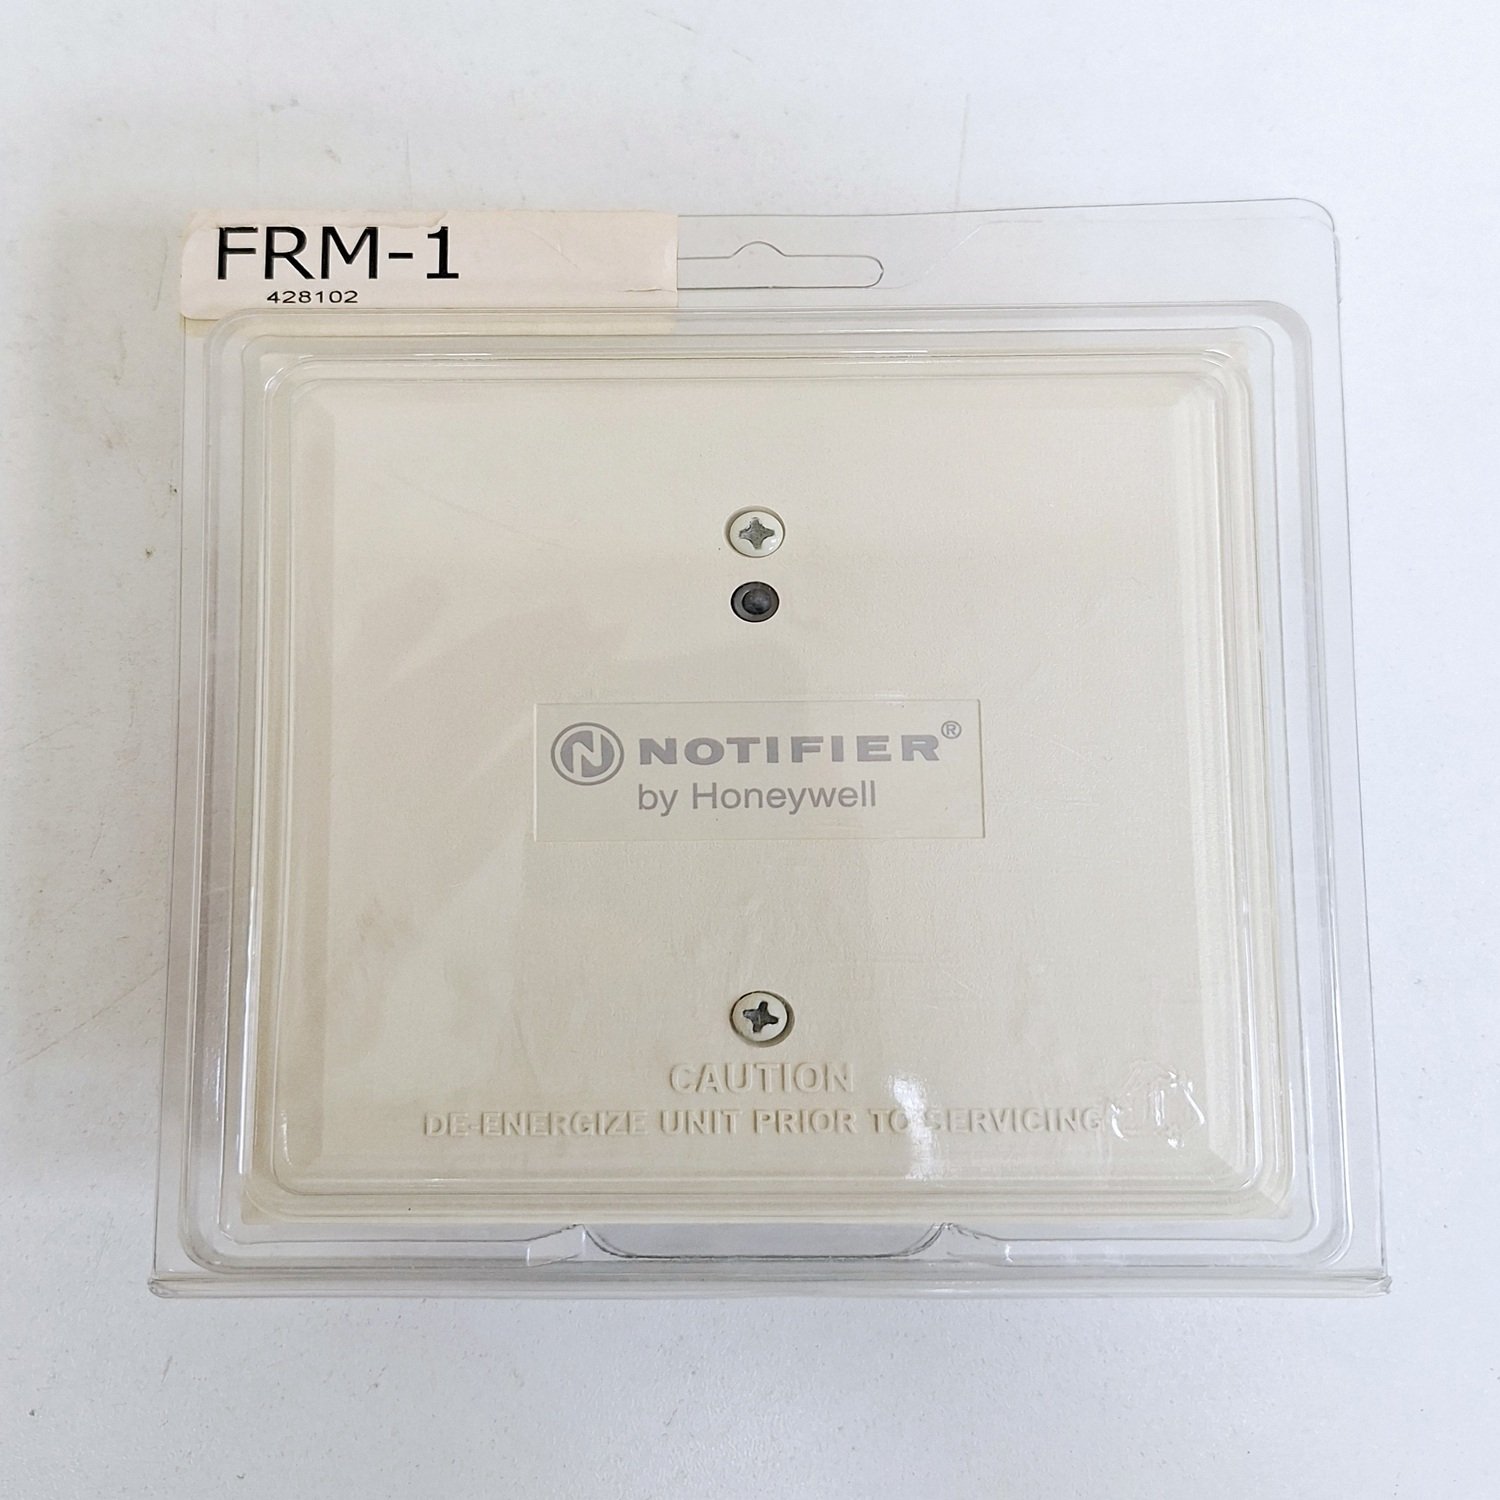 FRM-1
428102
N NOTIFIER®
by Honeywell
CAUTION
DE-ENERGIZE UNIT PRIOR TO SERVICING